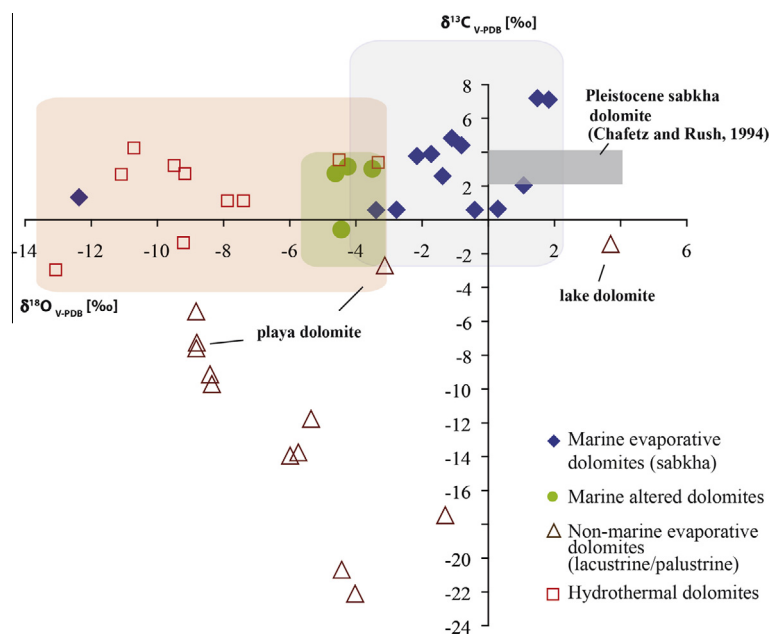 δ13C V-PDB [‰]
8
6
2
-2
-4
-6
-8
-10
-12
-14
-16
-18
-20
-22
-24
Pleistocene sabkha
dolomite
(Chafetz and Rush, 1994)
-14 -12 -10 -8 -6 -4 -2 2 4 6
δ18O V-PDB [‰]
lake dolomite
playa dolomite
Marine evaporative
dolomites (sabkha)
Marine altered dolomites
Non-marine evaporative
dolomites
(lacustrine/palustrine)
Hydrothermal dolomites